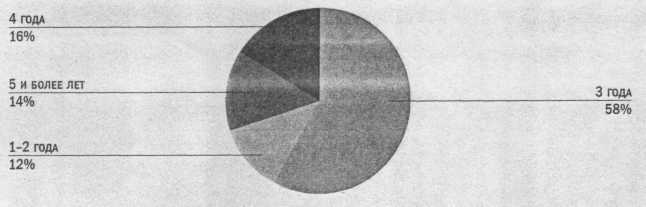 4 ГОДА
16%
5 И БОЛЕЕ ЛЕТ
14%
1–2 ГОДА
12%
3 ГОДА
58%